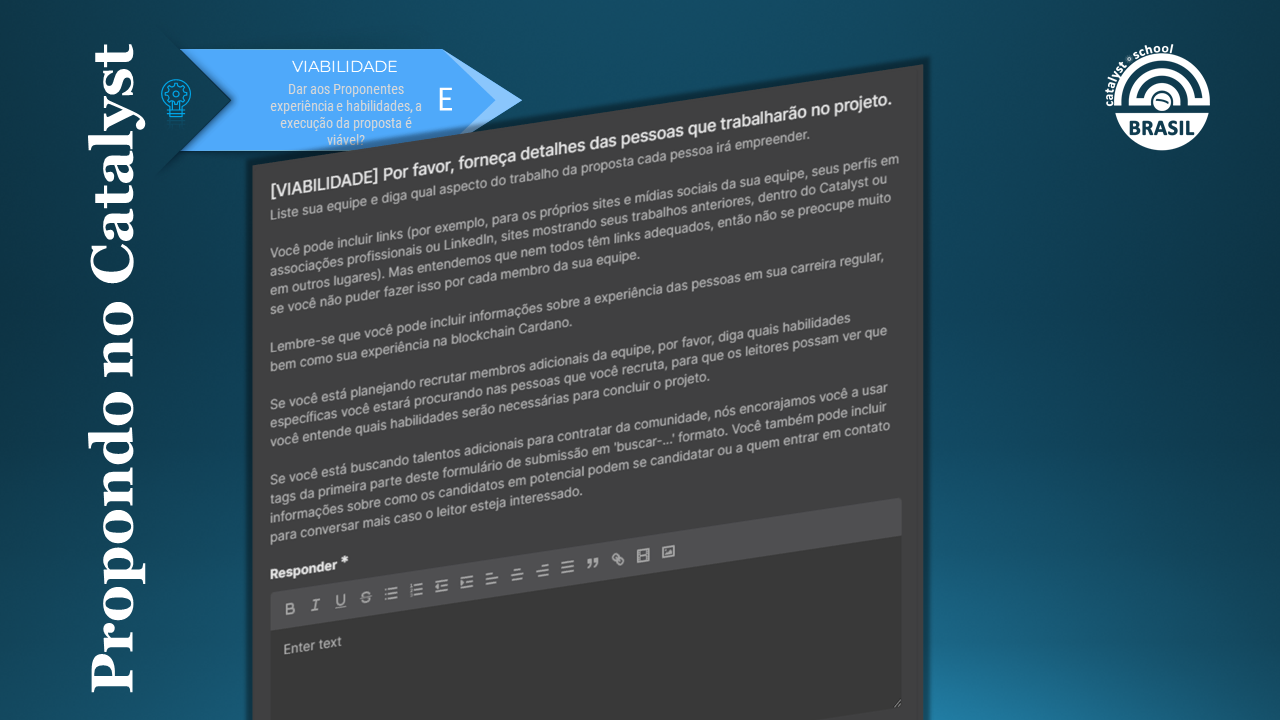 Propondo no Catalyst
VIABILIDADE
Dar aos Proponentes
experiência e habilidades, a
execução da proposta é
viável?
E
catalyst school
BRASIL
[VIABILIDADE] Por favor, forneça detalhes das pessoas que trabalharão no projeto.
Liste sua equipe e diga qual aspecto do trabalho da proposta cada pessoa irá empreender.
Você pode incluir links (por exemplo, para os próprios sites e mídias sociais da sua equipe, seus perfis em
associações profissionais ou LinkedIn, sites mostrando seus trabalhos anteriores, dentro do Catalyst ou
em outros lugares). Mas entendemos que nem todos têm links adequados, então não se preocupe muito
se você não puder fazer isso por cada membro da sua equipe.
Lembre-se que você pode incluir informações sobre a experiência das pessoas em sua carreira regular,
bem como sua experiência na blockchain Cardano.
Se você está planejando recrutar membros adicionais da equipe, por favor, diga quais habilidades
específicas você estará procurando nas pessoas que você recruta, para que os leitores possam ver que
você entende quais habilidades serão necessárias para concluir o projeto.
Se você está buscando talentos adicionais para contratar da comunidade, nós encorajamos você a usar
tags da primeira parte deste formulário de submissão em 'buscar-...' formato. Você também pode incluir
informações sobre como os candidatos em potencial podem se candidatar ou a quem entrar em contato
para conversar mais caso o leitor esteja interessado.
Responder *
B I U S
Enter text